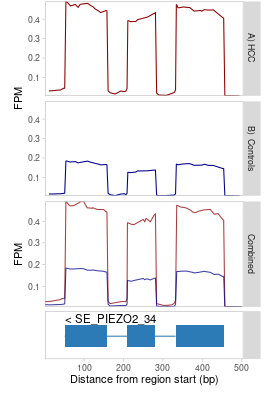 FPM
0.4
0.3
0.2
0.1
A) HCC
0.4
0.3
0.2
0.1
B) Controls
FPM
0.4
0.3
0.2
0.1
Combined
< SE_PIEZO2_34
100 200 300 400 500
Distance from region start (bp)